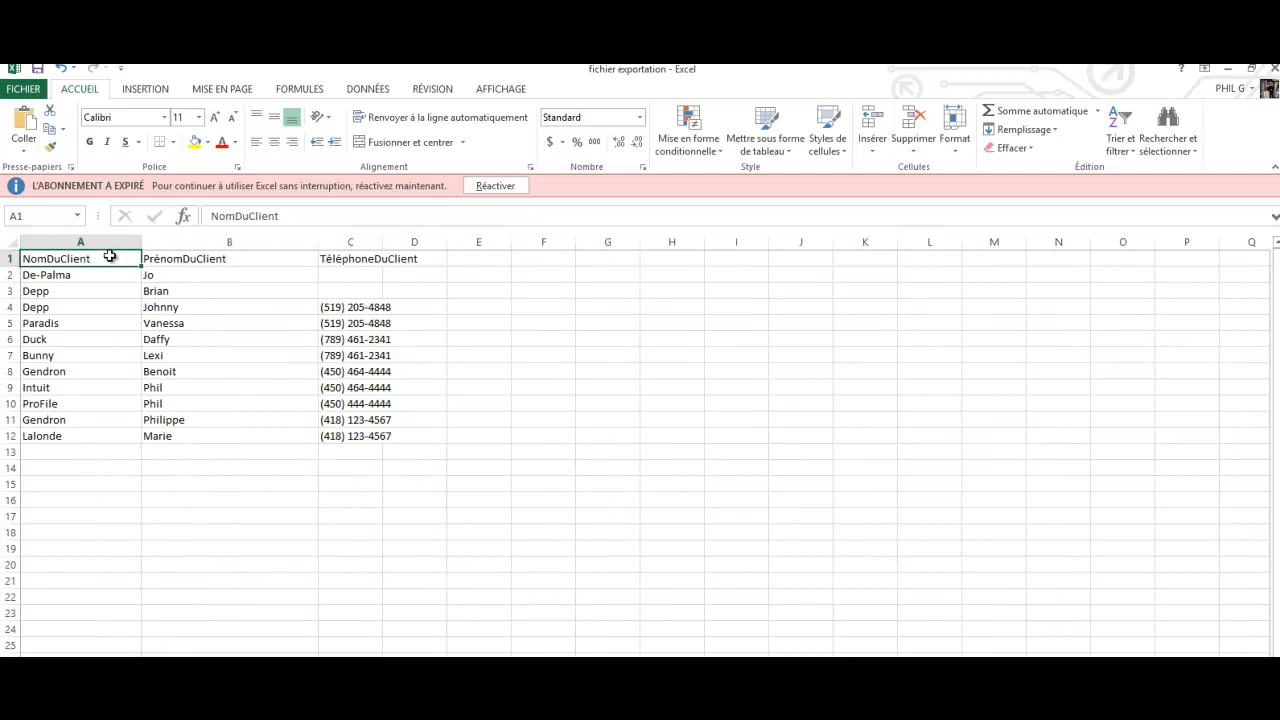 fichier exportation - Excel
?
FICHIER ACCUEIL INSERTION MISE EN PAGE FORMULES DONNÉES RÉVISION AFFICHAGE PHIL G
Coller
Presse-papiers
Calibri 11
G I S A
Police
Renvoyer à la ligne automatiquement
Fusionner et centrer
Alignement
Standard
$ % 000
Nombre
Mise en forme conditionnelle
Mettre sous forme de tableau
Styles de cellules
Style
Insérer Supprimer Format
Cellules
Somme automatique
Remplissage
Effacer
Trier et filtrer
Rechercher et sélectionner
Édition
L'ABONNEMENT A EXPIRÉ Pour continuer à utiliser Excel sans interruption, réactivez maintenant. Réactiver
A1 fx NomDuClient
A B C D E F G H I J K L M N O P Q
1 NomDuClient PrénomDuClient TéléphoneDuClient
2 De-Palma Jo
3 Depp Brian
4 Depp Johnny (519) 205-4848
5 Paradis Vanessa (519) 205-4848
6 Duck Daffy (789) 461-2341
7 Bunny Lexi (789) 461-2341
8 Gendron Benoit (450) 464-4444
9 Intuit Phil (450) 464-4444
10 ProFile Phil (450) 444-4444
11 Gendron Philippe (418) 123-4567
12 Lalonde Marie (418) 123-4567
13
14
15
16
17
18
19
20
21
22
23
24
25